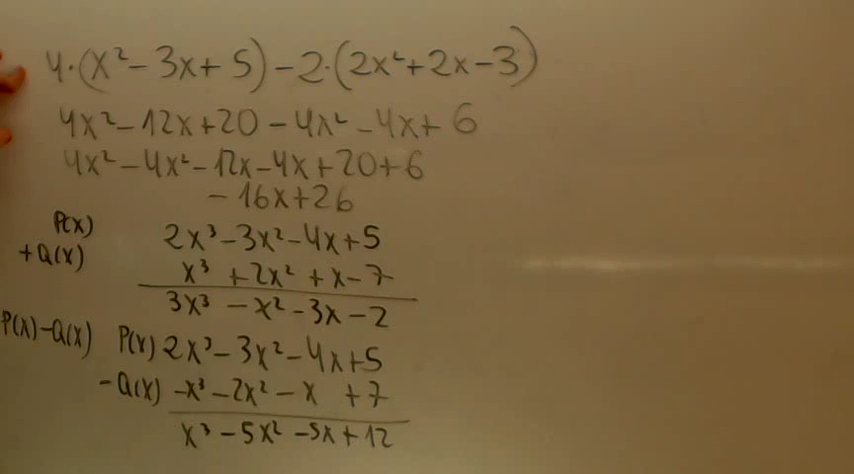 4·(x²-3x+5)-2·(2x²+2x-3)
4x²-12x+20-4x²-4x+6
4x²-4x²-12x-4x+20+6
-16x+26
P(x) 2x³-3x²-4x+5
+Q(x) x³+2x²+x-7
3x³-x²-3x-2
P(x)-Q(x) P(x) 2x³-3x²-4x+5
-Q(x) -x³-2x²-x+7
x³-5x²-5x+12